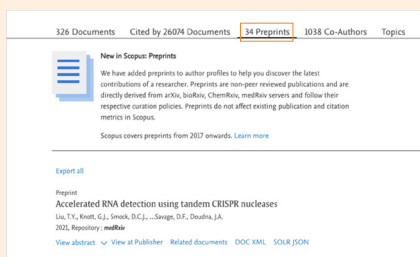 326 Documents Cited by 26074 Documents 34 Preprints 1038 Co-Authors Topics
New in Scopus: Preprints
We have added preprints to author profiles to help you discover the latest
contributions of a researcher. Preprints are non-peer reviewed publications and are
directly derived from arXiv, bioRxiv, ChemRxiv, medRxiv servers and follow their
respective curation policies. Preprints do not affect existing publication and citation
metrics in Scopus.
Scopus covers preprints from 2017 onwards. Learn more
Export all
Preprint
Accelerated RNA detection using tandem CRISPR nucleases
Liu, T.Y., Knott, G.J., Smock, D.C.J., ...Savage, D.F., Doudna, J.A.
2021, Repository : medRxiv
View abstract View at Publisher Related documents DOC XML SOLR JSON